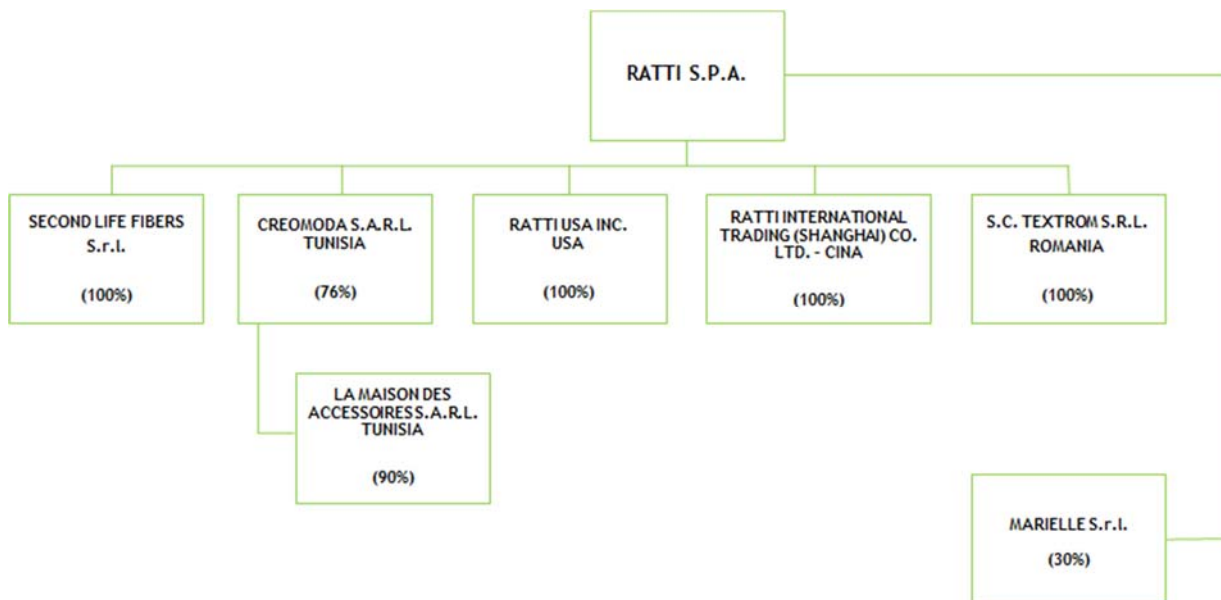 RATTI S.P.A.
SECOND LIFE FIBERS
S.r.l.
(100%)
CREOMODA S.A.R.L.
TUNISIA
(76%)
RATTI USA INC.
USA
(100%)
RATTI INTERNATIONAL
TRADING (SHANGHAI) CO.
LTD. - CINA
(100%)
S.C. TEXTROM S.R.L.
ROMANIA
(100%)
LA MAISON DES
ACCESSOIRES S.A.R.L.
TUNISIA
(90%)
MARIELLE S.r.l.
(30%)